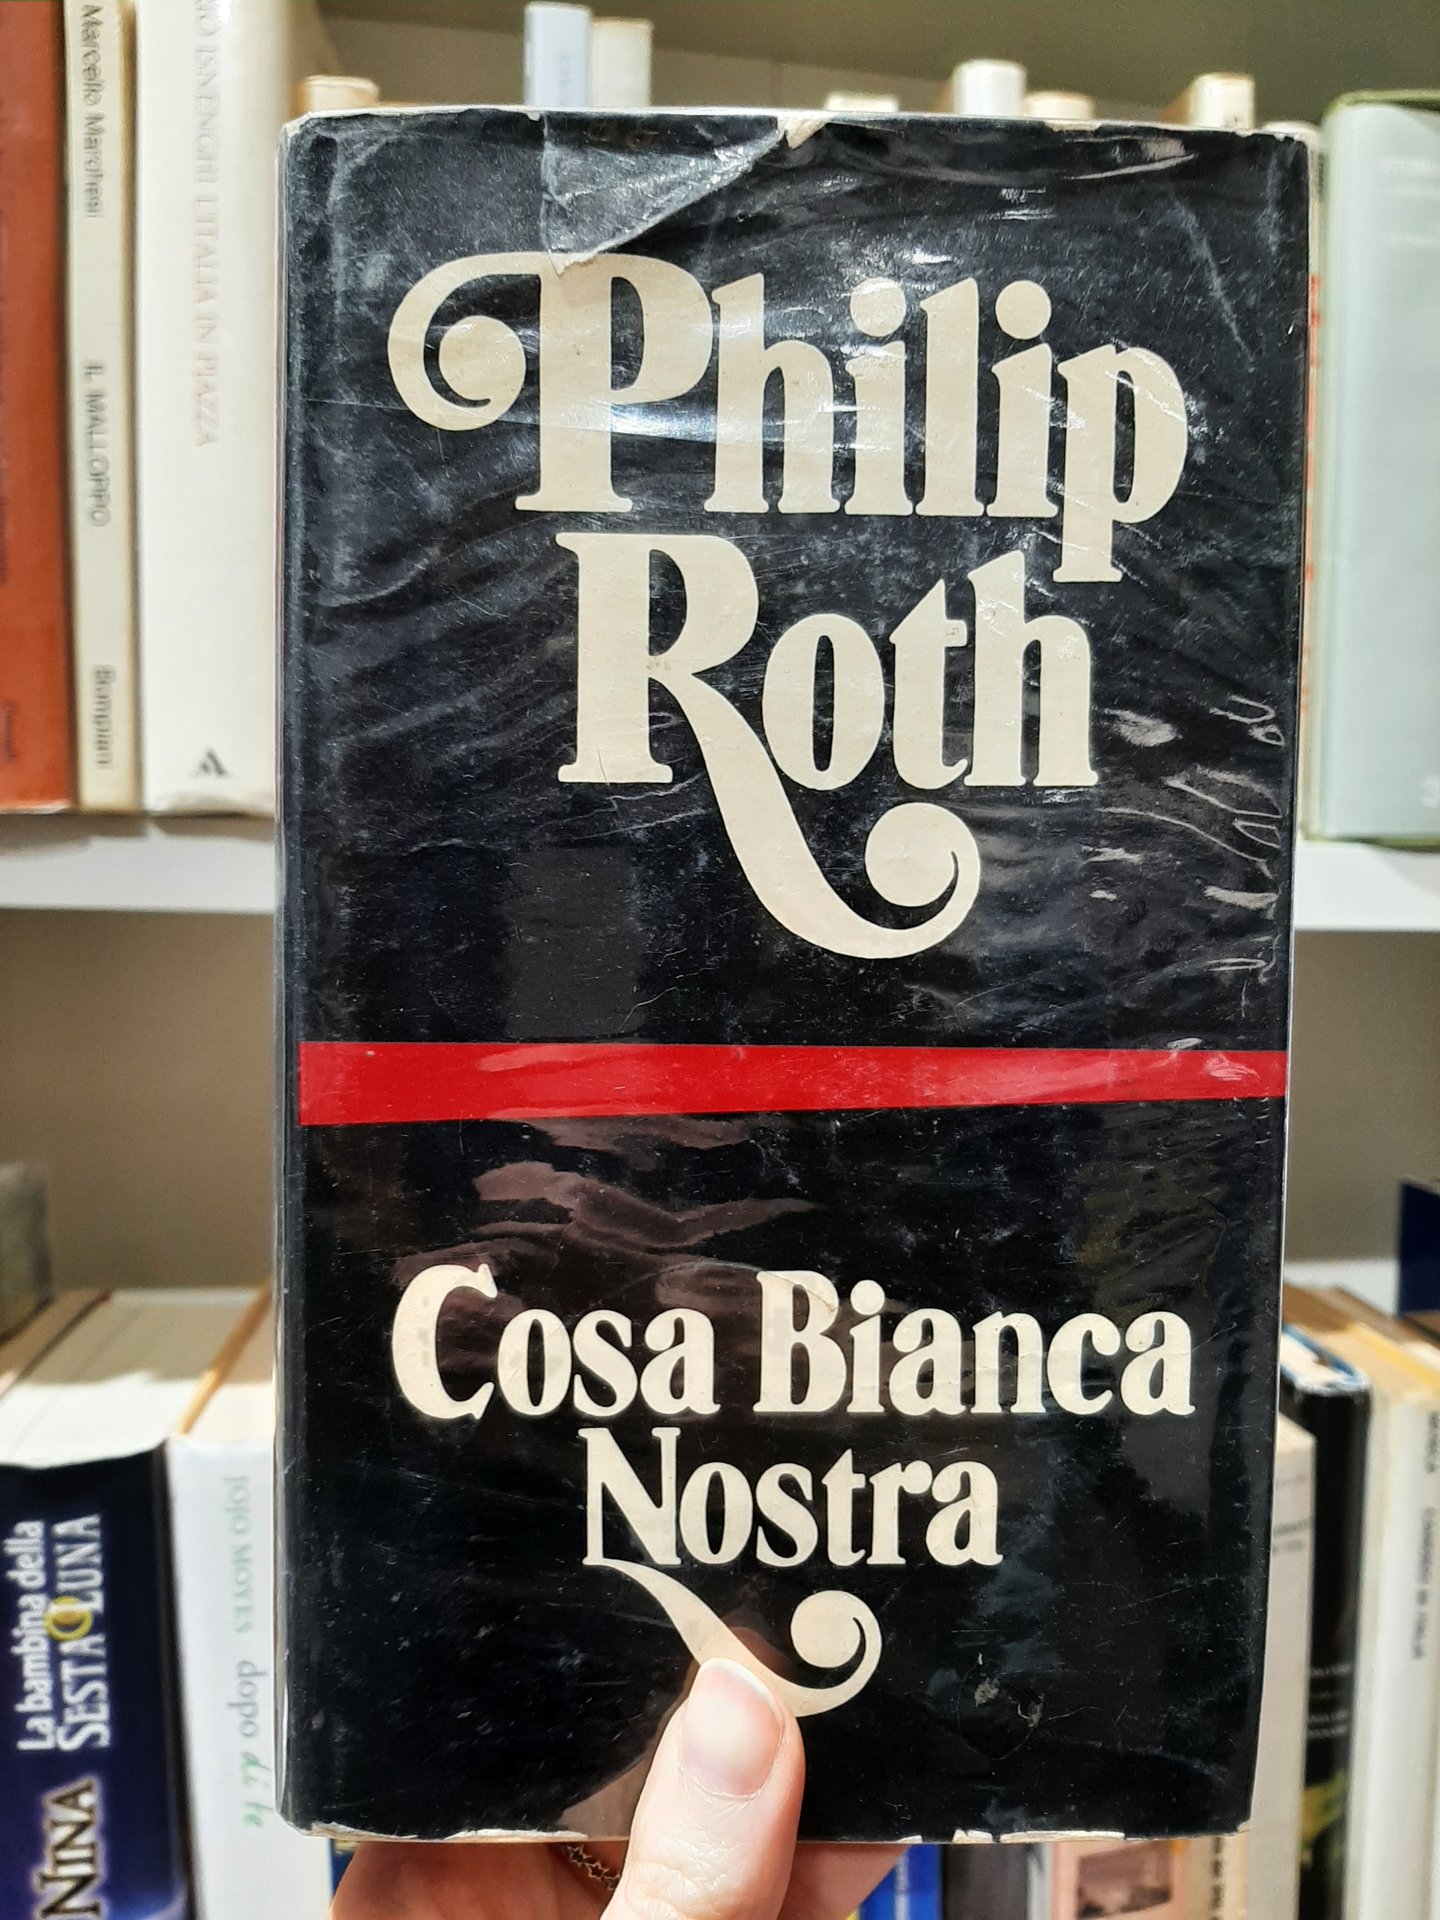 Philip
Roth
Cosa Bianca
Nostra
Marcello Marchesi
IL MALLOPPO
Bompiani
L'ITALIA IN PIAZZA
La bambina della
SESTA LUNA
NINA
JOJO MOYES
dopo di te